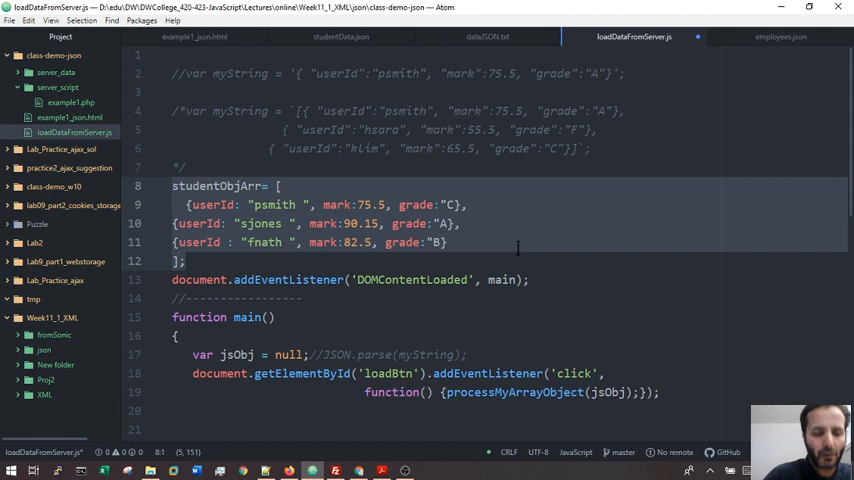 loadDataFromServer.js — D:\edu\DW\DWCollege_420-423-JavaScript\Lectures\online\Week11_1_XML\json\class-demo-json — Atom
File Edit View Selection Find Packages Help
Project
example1_json.html
studentData.json
dataJSON.txt
loadDataFromServer.js
employees.json
class-demo-json
server_data
server_script
example1.php
example1_json.html
loadDataFromServer.js
Lab_Practice_ajax_sol
practice2_ajax_suggestion
class-demo_w10
lab09_part2_cookies_storage
Puzzle
Lab2
Lab9_part1_webstorage
Lab_Practice_ajax
tmp
Week11_1_XML
fromSonic
json
New folder
Proj2
XML
1
2 //var myString = '{ "userId":"psmith", "mark":75.5, "grade":"A"}';
3
4 /*var myString = `[{ "userId":"psmith", "mark":75.5, "grade":"A"},
5 { "userId":"hsara", "mark":55.5, "grade":"F"},
6 { "userId":"klim", "mark":65.5, "grade":"C"}]`;
7 */
8 studentObjArr= [
9 {userId: "psmith ", mark:75.5, grade:"C},
10 {userId: "sjones ", mark:90.15, grade:"A},
11 {userId : "fnath ", mark:82.5, grade:"B}
12 ];
13 document.addEventListener('DOMContentLoaded', main);
14 //-----------------
15 function main()
16 {
17 var jsObj = null;//JSON.parse(myString);
18 document.getElementById('loadBtn').addEventListener('click',
19 function() {processMyArrayObject(jsObj);});
20
21
loadDataFromServer.js* 0 0 0 8:1 (5, 151)
CRLF UTF-8 JavaScript master No remote GitHub